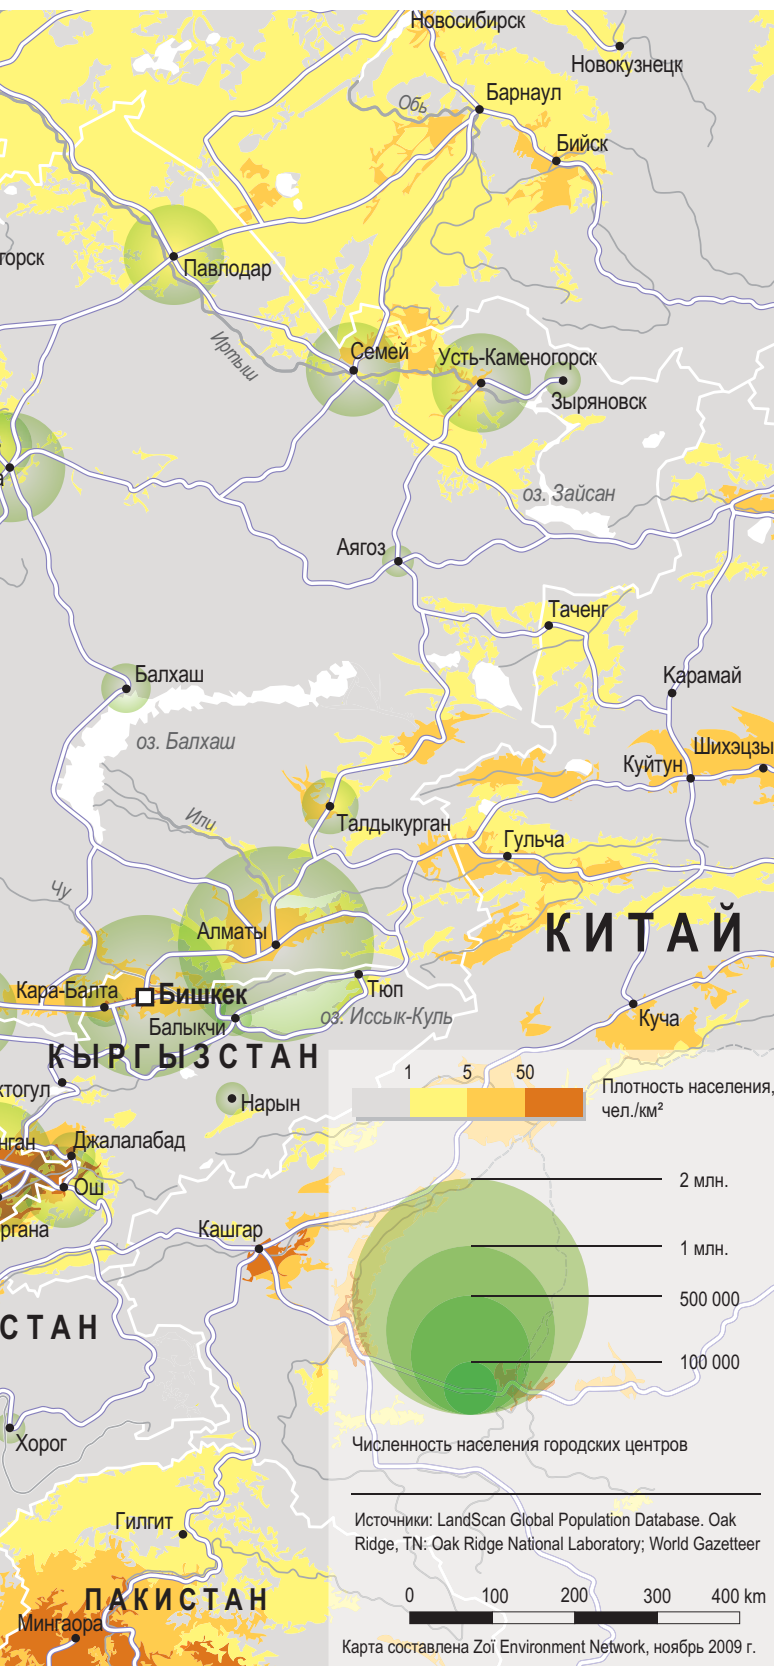 Новосибирск
Новокузнецк
Барнаул
Обь
Бийск
горск
Павлодар
Иртыш
Семей
Усть-Каменогорск
Зыряновск
а
оз. Зайсан
Аягоз
Таченг
Балхаш
Карамай
оз. Балхаш
Шихэцзы
Куйтун
Или
Талдыкурган
Гульча
Чу
Алматы
КИТАЙ
Кара-Балта
Бишкек
Тюп
Балыкчи
оз. Иссык-Куль
Куча
КЫРГЫЗСТАН
ктогул
Нарын
1 5 50
Плотность населения,
чел./км²
нган
Джалалабад
Ош
2 млн.
ргана
Кашгар
1 млн.
500 000
СТАН
100 000
Хорог
Численность населения городских центров
Гилгит
Источники: LandScan Global Population Database. Oak
Ridge, TN: Oak Ridge National Laboratory; World Gazetteer
ПАКИСТАН
Мингаора
0 100 200 300 400 km
Карта составлена Zoï Environment Network, ноябрь 2009 г.